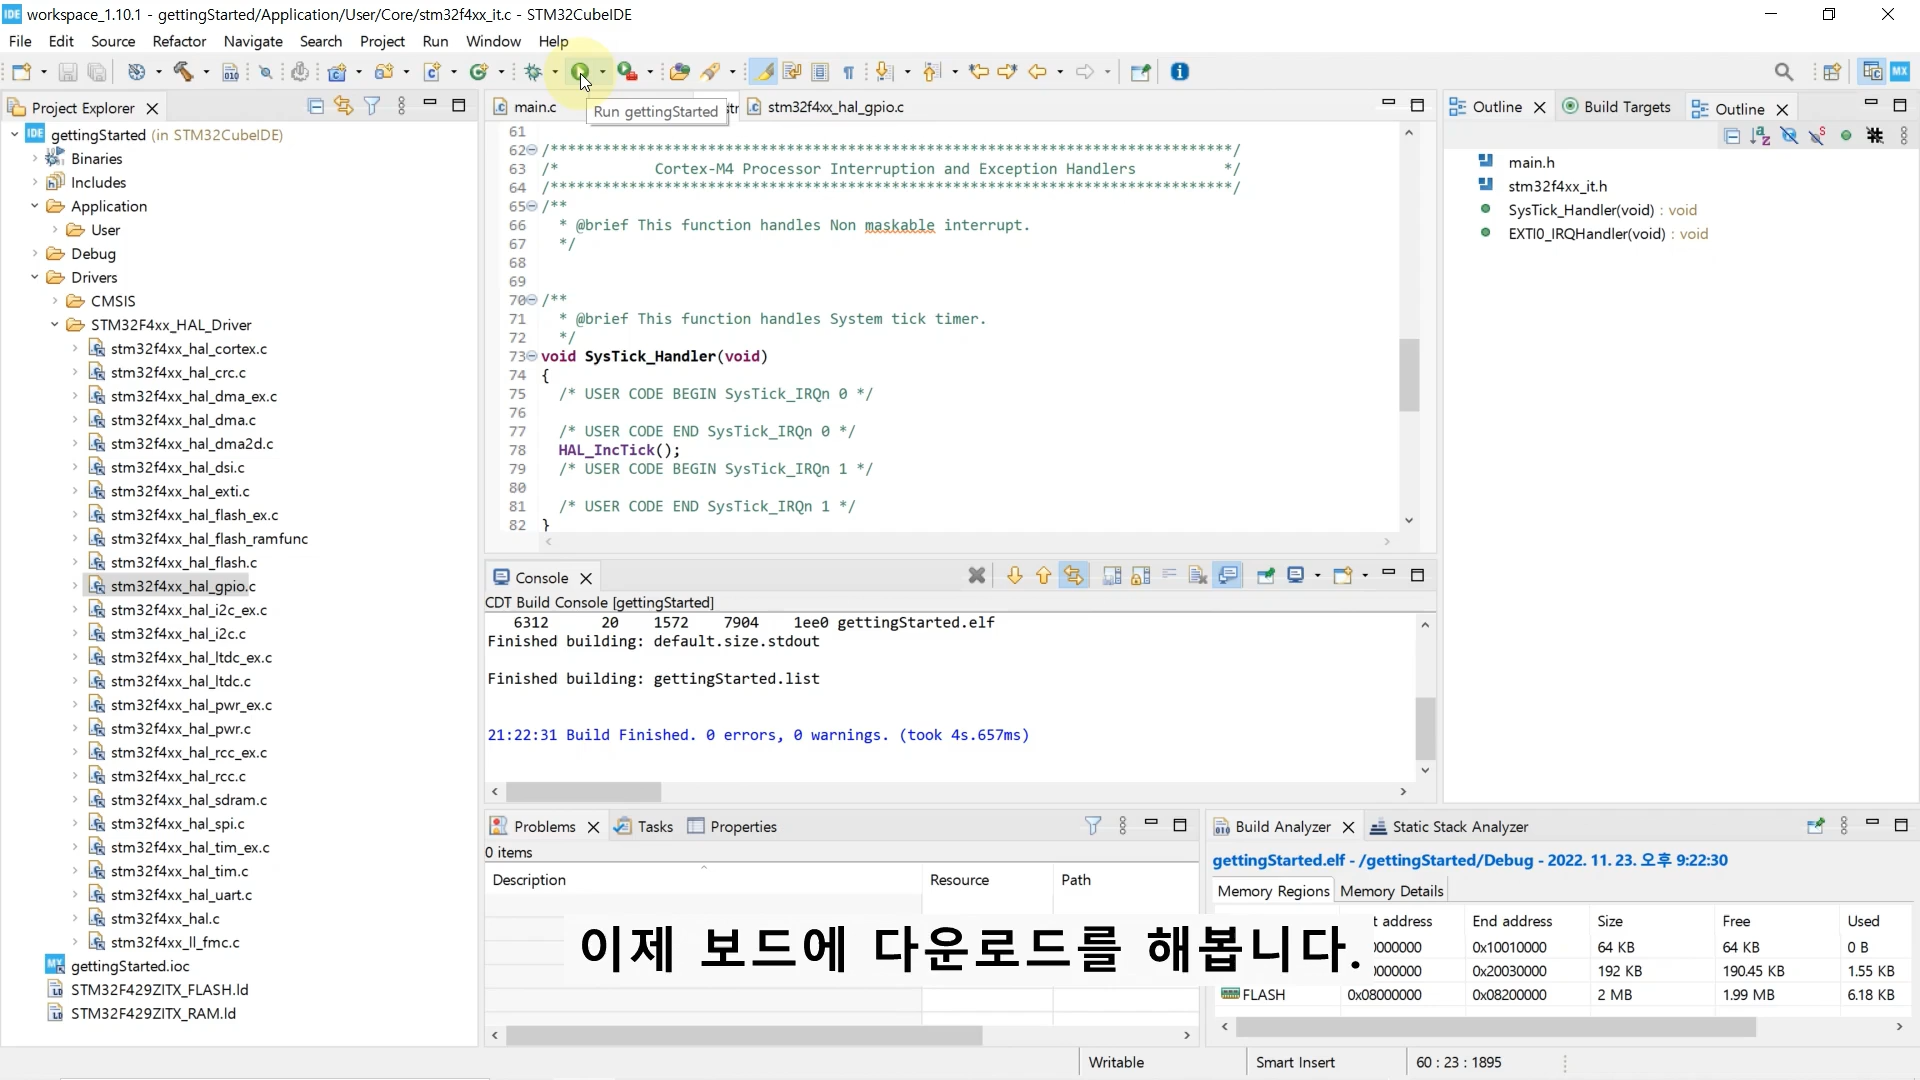 workspace_1.10.1 - gettingStarted/Application/User/Core/stm32f4xx_it.c - STM32CubeIDE
File Edit Source Refactor Navigate Search Project Run Window Help
Project Explorer
gettingStarted (in STM32CubeIDE)
Binaries
Includes
Application
User
Debug
Drivers
CMSIS
STM32F4xx_HAL_Driver
stm32f4xx_hal_cortex.c
stm32f4xx_hal_crc.c
stm32f4xx_hal_dma_ex.c
stm32f4xx_hal_dma.c
stm32f4xx_hal_dma2d.c
stm32f4xx_hal_dsi.c
stm32f4xx_hal_exti.c
stm32f4xx_hal_flash_ex.c
stm32f4xx_hal_flash_ramfunc
stm32f4xx_hal_flash.c
stm32f4xx_hal_gpio.c
stm32f4xx_hal_i2c_ex.c
stm32f4xx_hal_i2c.c
stm32f4xx_hal_ltdc_ex.c
stm32f4xx_hal_ltdc.c
stm32f4xx_hal_pwr_ex.c
stm32f4xx_hal_pwr.c
stm32f4xx_hal_rcc_ex.c
stm32f4xx_hal_rcc.c
stm32f4xx_hal_sdram.c
stm32f4xx_hal_spi.c
stm32f4xx_hal_tim_ex.c
stm32f4xx_hal_tim.c
stm32f4xx_hal_uart.c
stm32f4xx_hal.c
stm32f4xx_ll_fmc.c
gettingStarted.ioc
STM32F429ZITX_FLASH.ld
STM32F429ZITX_RAM.ld
main.c stm32f4xx_hal_gpio.c
Run gettingStarted
61
62 /******************************************************************************/
63 /* Cortex-M4 Processor Interruption and Exception Handlers */
64 /******************************************************************************/
65 /**
66 * @brief This function handles Non maskable interrupt.
67 */
68
69
70 /**
71 * @brief This function handles System tick timer.
72 */
73 void SysTick_Handler(void)
74 {
75 /* USER CODE BEGIN SysTick_IRQn 0 */
76
77 /* USER CODE END SysTick_IRQn 0 */
78 HAL_IncTick();
79 /* USER CODE BEGIN SysTick_IRQn 1 */
80
81 /* USER CODE END SysTick_IRQn 1 */
82 }
Console
CDT Build Console [gettingStarted]
6312 20 1572 7904 1ee0 gettingStarted.elf
Finished building: default.size.stdout
Finished building: gettingStarted.list
21:22:31 Build Finished. 0 errors, 0 warnings. (took 4s.657ms)
Outline Build Targets Outline
main.h
stm32f4xx_it.h
SysTick_Handler(void) : void
EXTI0_IRQHandler(void) : void
Problems Tasks Properties
0 items
Description Resource Path
Build Analyzer Static Stack Analyzer
gettingStarted.elf - /gettingStarted/Debug - 2022. 11. 23. 오후 9:22:30
Memory Regions Memory Details
address End address Size Free Used
0x10010000 64 KB 64 KB 0 B
0x20030000 192 KB 190.45 KB 1.55 KB
FLASH 0x08000000 0x08200000 2 MB 1.99 MB 6.18 KB
이제 보드에 다운로드를 해봅니다.
Writable Smart Insert 60 : 23 : 1895